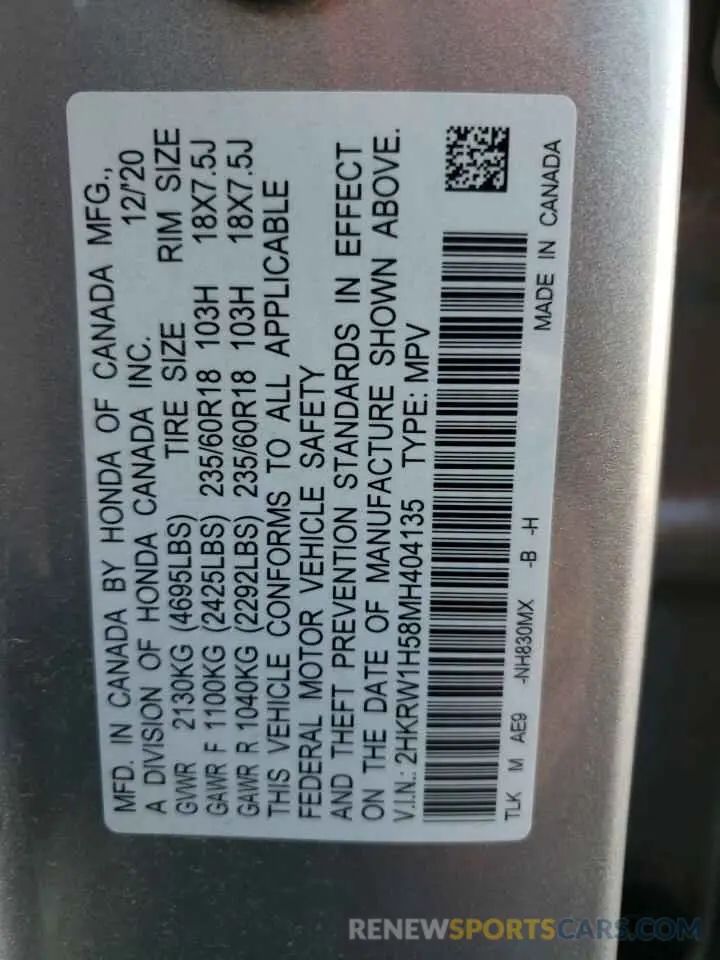 MFD. IN CANADA BY HONDA OF CANADA MFG.,
A DIVISION OF HONDA CANADA INC. 12/'20
GVWR 2130KG (4695LBS) TIRE SIZE RIM SIZE
GAWR F 1100KG (2425LBS) 235/60R18 103H 18X7.5J
GAWR R 1040KG (2292LBS) 235/60R18 103H 18X7.5J
THIS VEHICLE CONFORMS TO ALL APPLICABLE
FEDERAL MOTOR VEHICLE SAFETY
AND THEFT PREVENTION STANDARDS IN EFFECT
ON THE DATE OF MANUFACTURE SHOWN ABOVE.
V.I.N.: 2HKRW1H58MH404135 TYPE: MPV
TLK M AE9 -NH830MX -B -H MADE IN CANADA
RENEWSPORTSCARS.COM